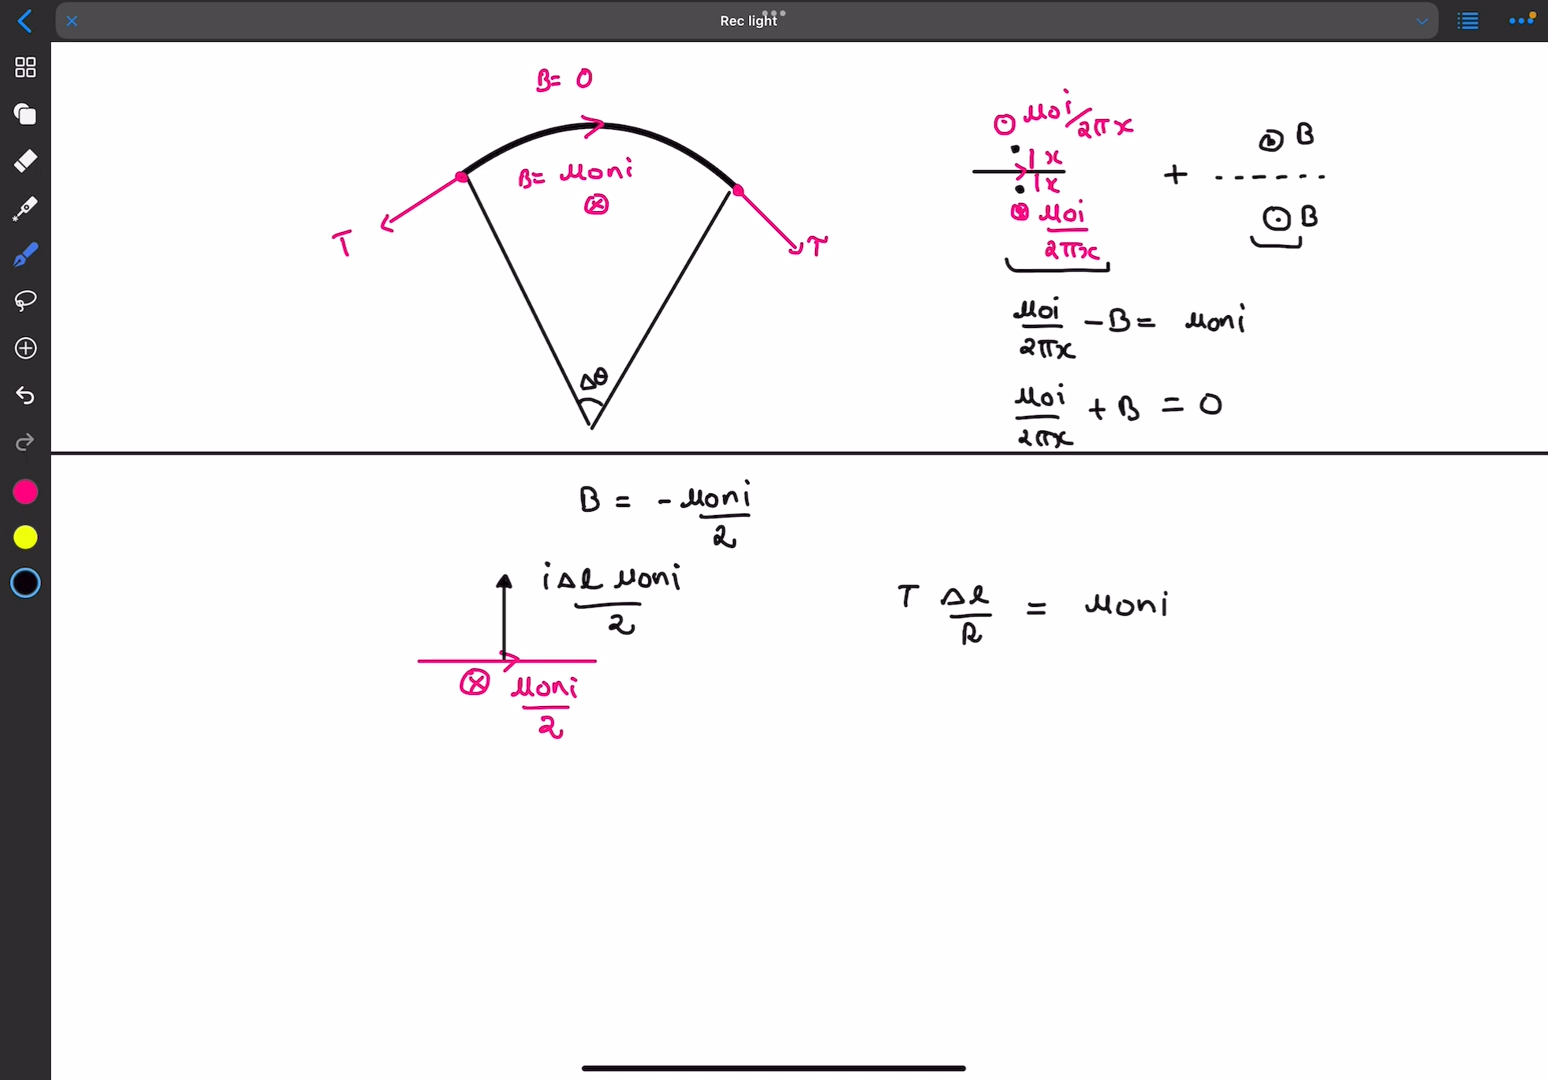 Rec light
B= 0
B= μ₀ni
⊗
T
T
Δθ
⊙ μ₀i/2πx
x
x
⊗ μ₀i/2πx
+
⊙ B
⊙ B
μ₀i/2πx - B = μ₀ni
μ₀i/2πx + B = 0
B = - μ₀ni/2
iΔl μ₀ni/2
⊗ μ₀ni/2
T Δl/R = μ₀ni